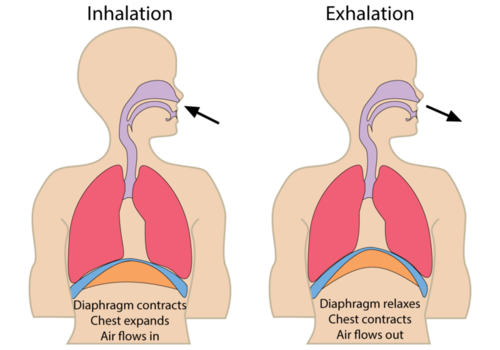 Inhalation
Diaphragm contracts
Chest expands
Air flows in
Exhalation
Diaphragm relaxes
Chest contracts
Air flows out